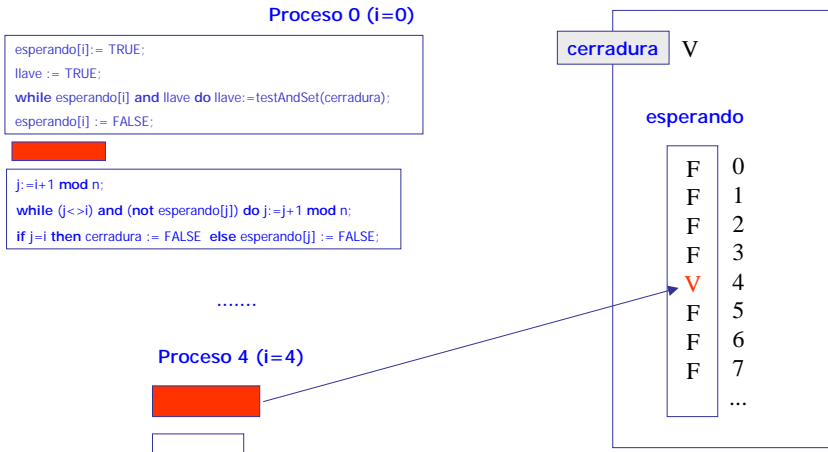 Proceso 0 (i=0)
esperando[i]:= TRUE;
llave := TRUE;
while esperando[i] and llave do llave:=testAndSet(cerradura);
esperando[i] := FALSE;
j:=i+1 mod n;
while (j<>i) and (not esperando[j]) do j:=j+1 mod n;
if j=i then cerradura := FALSE else esperando[j] := FALSE;
.......
Proceso 4 (i=4)
cerradura V
esperando
F 0
F 1
F 2
F 3
V 4
F 5
F 6
F 7
...